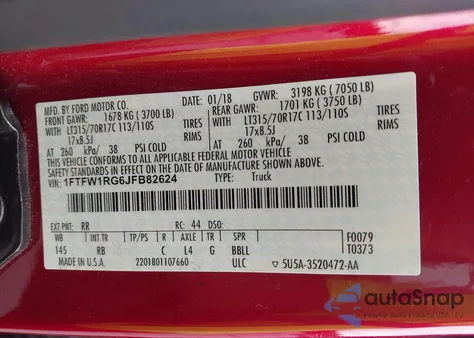 MFD. BY FORD MOTOR CO. 01/18 GVWR: 3198 KG ( 7050 LB)
FRONT GAWR: 1678 KG ( 3700 LB) REAR GAWR: 1701 KG ( 3750 LB)
WITH LT315/70R17C 113/110S TIRES WITH LT315/70R17C 113/110S TIRES
17x8.5J RIMS 17x8.5J RIMS
AT 260 kPa/ 38 PSI COLD AT 260 kPa/ 38 PSI COLD
THIS VEHICLE CONFORMS TO ALL APPLICABLE FEDERAL MOTOR VEHICLE
SAFETY STANDARDS IN EFFECT ON THE DATE OF MANUFACTURE SHOWN ABOVE.
VIN: 1FTFW1RG6JFB82624 TYPE: Truck
EXT PNT: RR RC: 44 DSO:
WB INT TR TP/PS R AXLE TR SPR F0079
145 RB C L4 G BBLL T0373
MADE IN U.S.A. 2201801107660 ULC 5U5A-3520472-AA
autoSnap